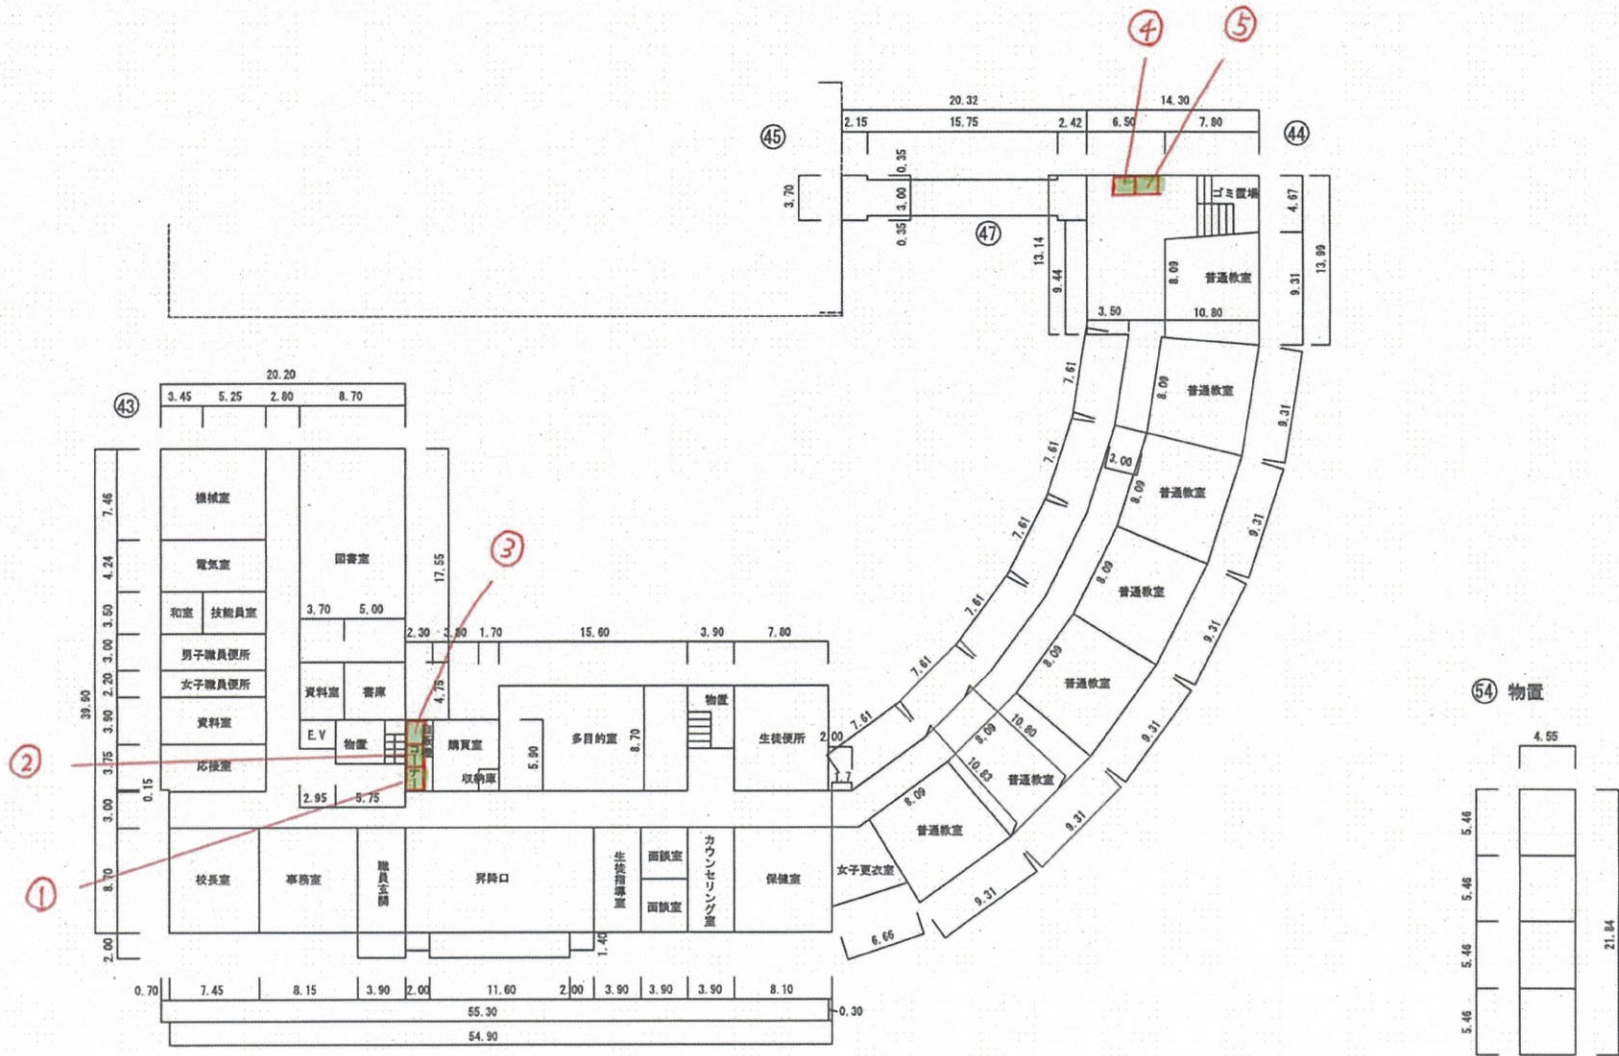 ④ ⑤
20.32 14.30
2.15 15.75 2.42 6.50 7.80
㊺ ㊹
0.35
3.70 3.00
0.35
㊼
ゴミ置場
4.67
13.99
13.14
9.44
8.09
普通教室
9.31
3.50 10.80
7.61
8.09
普通教室
9.31
7.61
3.00
8.09
普通教室
9.31
7.61
8.09
普通教室
9.31
7.61
8.09
普通教室
9.31
7.61
10.80
8.09
10.83
普通教室
9.31
7.61
8.09
普通教室
9.31
女子更衣室
6.66
㊸
20.20
3.45 5.25 2.80 8.70
7.46
機械室
4.24
電気室
図書室
17.55
③
3.50
和室 技能員室
3.70 5.00
3.00
男子職員便所
2.30 1.70 15.60 3.90 7.80
2.20
女子職員便所
39.90
資料室 書庫
4.75
物置
3.90
資料室
E.V 物置
コーナー
購買室
収納庫
5.90
多目的室
8.70
生徒便所
2.00
1.7
②
3.75
応接室
0.15
2.95 5.75
3.00
①
8.70
校長室 事務室 職員玄関 昇降口 生徒指導室 面談室 カウンセリング室 保健室
面談室
2.00
1.40
0.70 7.45 8.15 3.90 2.00 11.60 2.00 3.90 3.90 3.90 8.10
55.30
0.30
54.90
54 物置
4.55
5.46
5.46
5.46
5.46
21.84